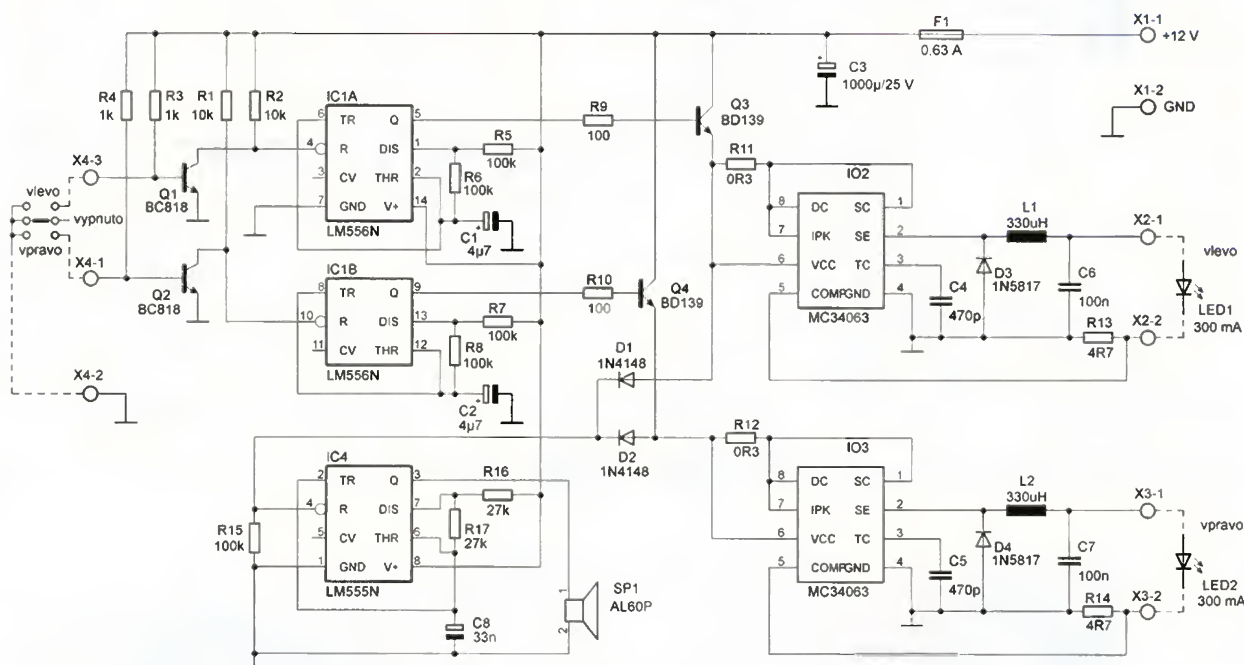 F1
0.63 A
X1-1
+12 V
C3
1000µ/25 V
X1-2
GND
R4
1k
R3
1k
R1
10k
R2
10k
IC1A
6 TR Q 5
4 R DIS 1
3 CV THR 2
7 GND V+ 14
LM556N
R5
100k
R6
100k
C1
4µ7
R9
100
Q3
BD139
R11
0R3
X4-3
vlevo
vypnuto
vpravo
X4-1
Q1
BC818
Q2
BC818
X4-2
IC1B
8 TR Q 9
10 R DIS 13
11 CV THR 12
LM556N
R7
100k
R8
100k
C2
4µ7
R10
100
Q4
BD139
D1
1N4148
D2
1N4148
IO2
8 DC SC 1
7 IPK SE 2
6 VCC TC 3
5 COMP GND 4
MC34063
C4
470p
D3
1N5817
L1
330uH
C6
100n
R13
4R7
X2-1
X2-2
vlevo
LED1
300 mA
IC4
2 TR Q 3
4 R DIS 7
5 CV THR 6
1 GND V+ 8
LM555N
R15
100k
R16
27k
R17
27k
C8
33n
SP1
AL60P
1
2
R12
0R3
IO3
8 DC SC 1
7 IPK SE 2
6 VCC TC 3
5 COMP GND 4
MC34063
C5
470p
D4
1N5817
L2
330uH
C7
100n
R14
4R7
X3-1
X3-2
vpravo
LED2
300 mA